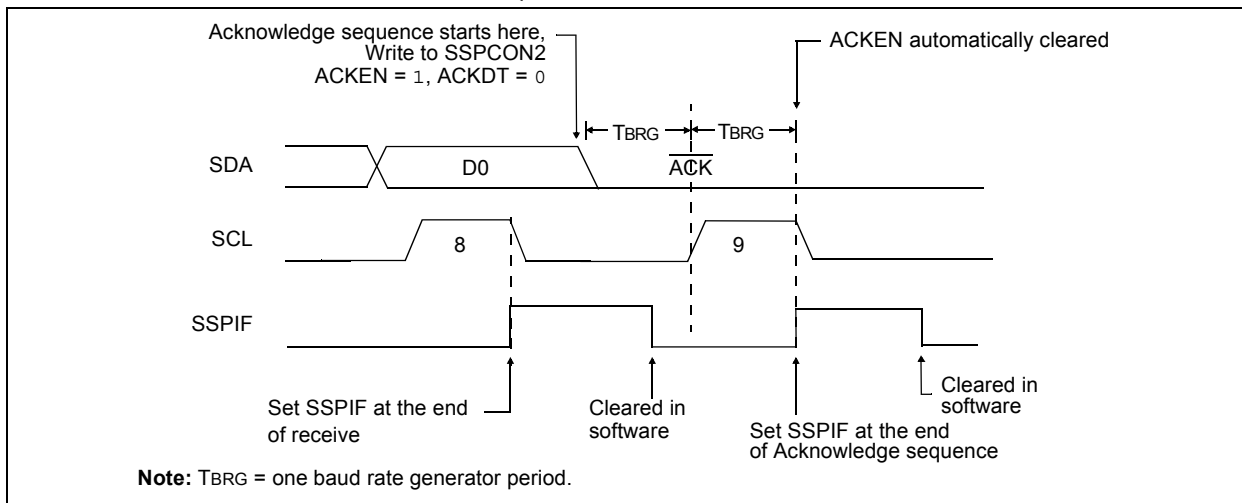 Acknowledge sequence starts here,
Write to SSPCON2
ACKEN = 1, ACKDT = 0
ACKEN automatically cleared
TBRG
TBRG
SDA
D0
ACK
SCL
8
9
SSPIF
Set SSPIF at the end
of receive
Cleared in
software
Set SSPIF at the end
of Acknowledge sequence
Cleared in
software
Note: TBRG = one baud rate generator period.